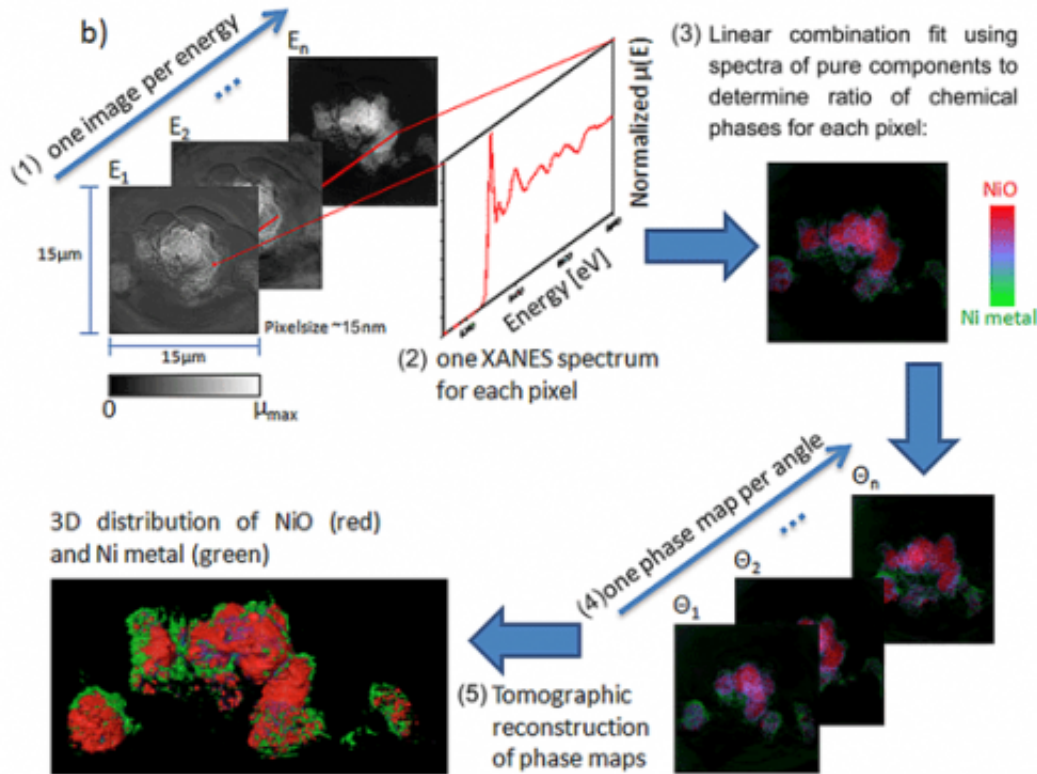 b)
(1) one image per energy
...
E1
E2
En
15μm
15μm
Pixelsize ~15nm
0
μmax
Normalized μ(E)
Energy [eV]
(2) one XANES spectrum
for each pixel
(3) Linear combination fit using
spectra of pure components to
determine ratio of chemical
phases for each pixel:
NiO
Ni metal
(4)one phase map per angle
...
Θ1
Θ2
Θn
(5) Tomographic
reconstruction
of phase maps
3D distribution of NiO (red)
and Ni metal (green)